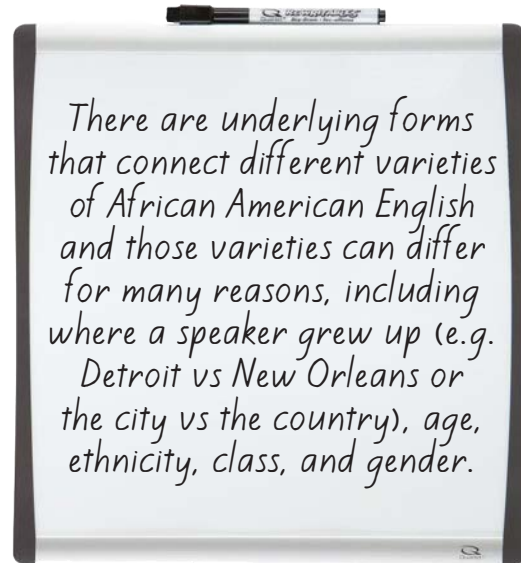 QUARTET
REWRITABLES
There are underlying forms
that connect different varieties
of African American English
and those varieties can differ
for many reasons, including
where a speaker grew up (e.g.
Detroit vs New Orleans or
the city vs the country), age,
ethnicity, class, and gender.